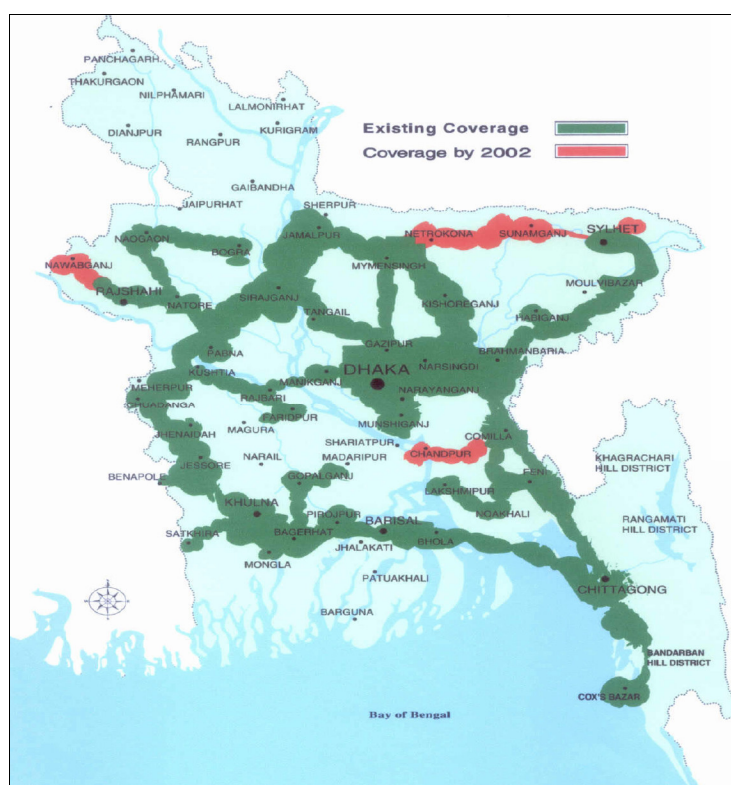 PANCHAGARH
THAKURGAON
NILPHAMARI
LALMONIRHAT
DIANJPUR
RANGPUR
KURIGRAM
Existing Coverage
Coverage by 2002
GAIBANDHA
JAIPURHAT
SHERPUR
NAOGAON
JAMALPUR
NETROKONA
SUNAMGANJ
SYLHET
BOGRA
NAWABGANJ
MYMENSINGH
MOULVIBAZAR
RAJSHAHI
NATORE
SIRAJGANJ
KISHOREGANJ
TANGAIL
HABIGANJ
PABNA
GAZIPUR
BRAHMANBARIA
KUSHTIA
DHAKA
NARSINGDI
MEHERPUR
MANIKGANJ
RAJBARI
NARAYANGANJ
CHUADANGA
FARIDPUR
MUNSHIGANJ
JHENAIDAH
MAGURA
COMILLA
SHARIATPUR
CHANDPUR
JESSORE
NARAIL
MADARIPUR
KHAGRACHARI
HILL DISTRICT
BENAPOLE
GOPALGANJ
LAKSHMIPUR
FENI
KHULNA
NOAKHALI
PIROJPUR
RANGAMATI
HILL DISTRICT
SATKHIRA
BAGERHAT
BARISAL
BHOLA
JHALAKATI
MONGLA
PATUAKHALI
CHITTAGONG
BARGUNA
BANDARBAN
HILL DISTRICT
COX'S BAZAR
Bay of Bengal